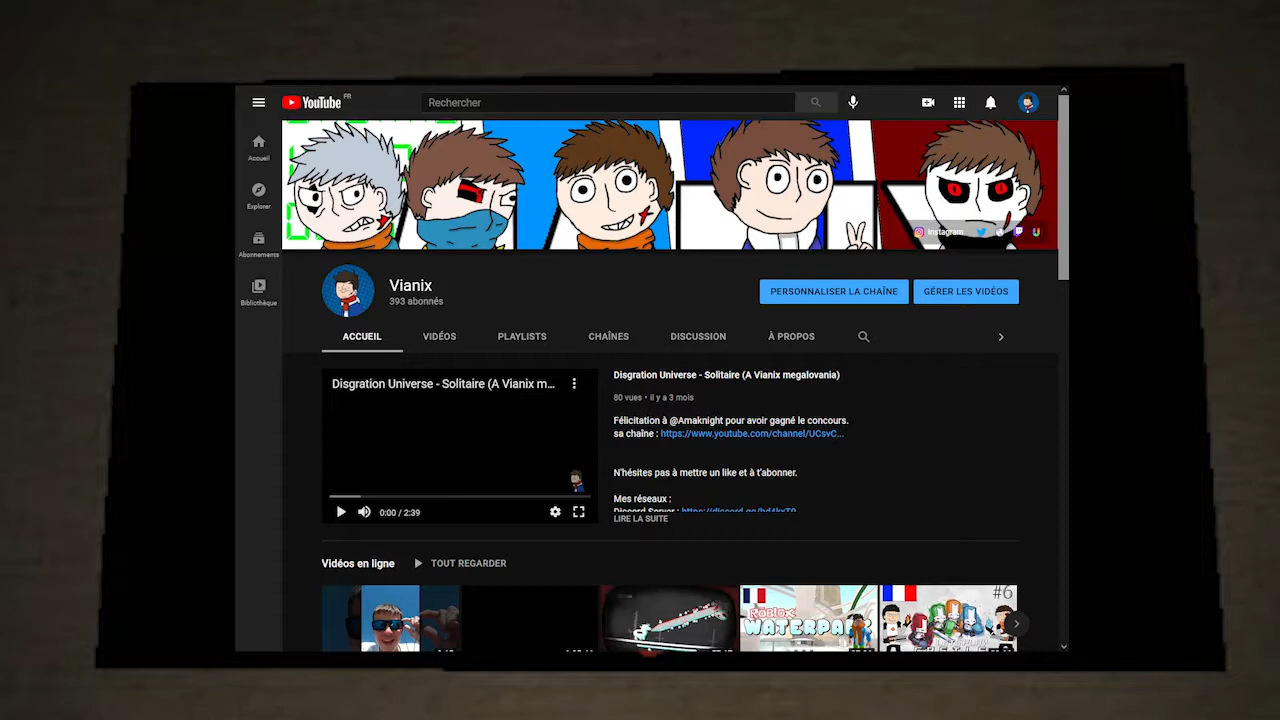 YouTube FR
Rechercher
Accueil
Explorer
Abonnements
Bibliothèque
Instagram
Vianix
393 abonnés
PERSONNALISER LA CHAÎNE
GÉRER LES VIDÉOS
ACCUEIL
VIDÉOS
PLAYLISTS
CHAÎNES
DISCUSSION
À PROPOS
Disgration Universe - Solitaire (A Vianix m...
0:00 / 2:39
Disgration Universe - Solitaire (A Vianix megalovania)
80 vues • il y a 3 mois
Félicitation à @Amaknight pour avoir gagné le concours.
sa chaîne : https://www.youtube.com/channel/UCsvC...
N'hésites pas à mettre un like et à t'abonner.
Mes réseaux :
Discord Server :
LIRE LA SUITE
Vidéos en ligne
TOUT REGARDER
ROBLOX
WATERPARK
#6